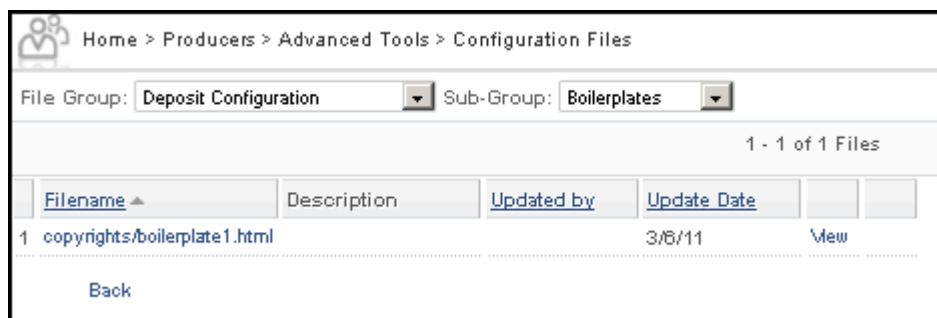 Home > Producers > Advanced Tools > Configuration Files
File Group: Deposit Configuration Sub-Group: Boilerplates
1 - 1 of 1 Files
Filename Description Updated by Update Date
1 copyrights/boilerplate1.html 3/6/11 View
Back